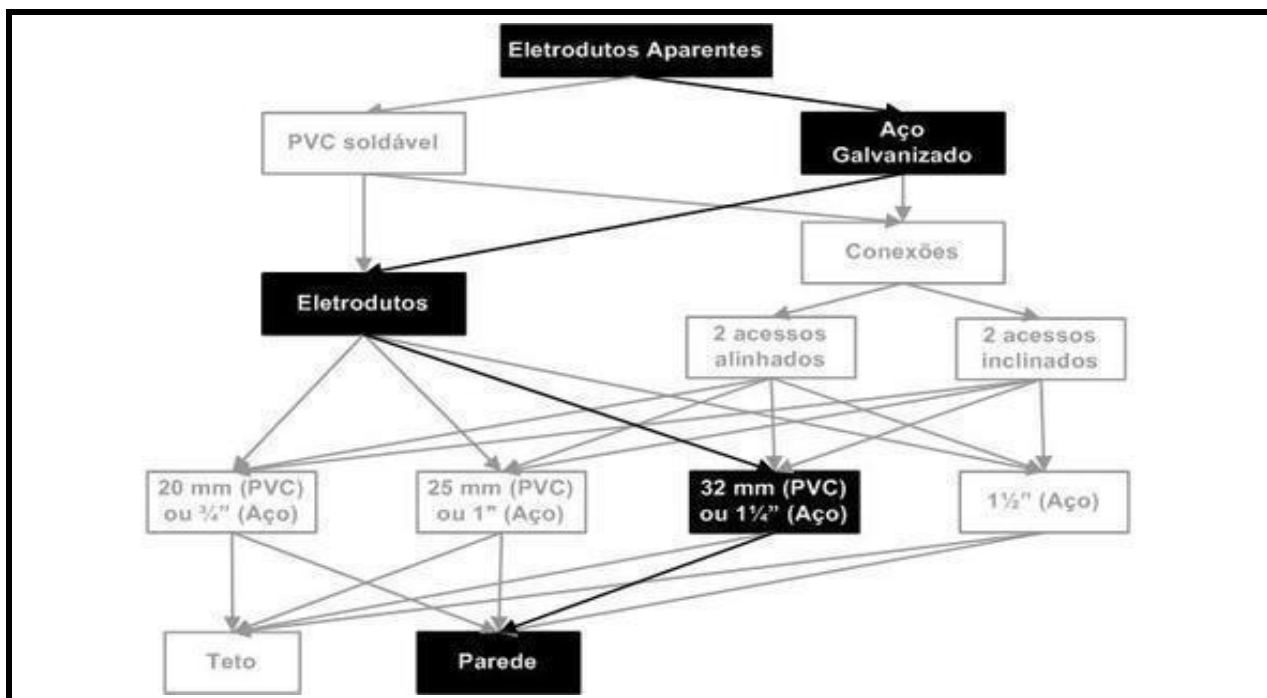 Eletrodutos Aparentes
PVC soldável
Aço
Galvanizado
Conexões
Eletrodutos
2 acessos
alinhados
2 acessos
inclinados
20 mm (PVC)
ou ¾” (Aço)
25 mm (PVC)
ou 1” (Aço)
32 mm (PVC)
ou 1¼” (Aço)
1½” (Aço)
Teto
Parede